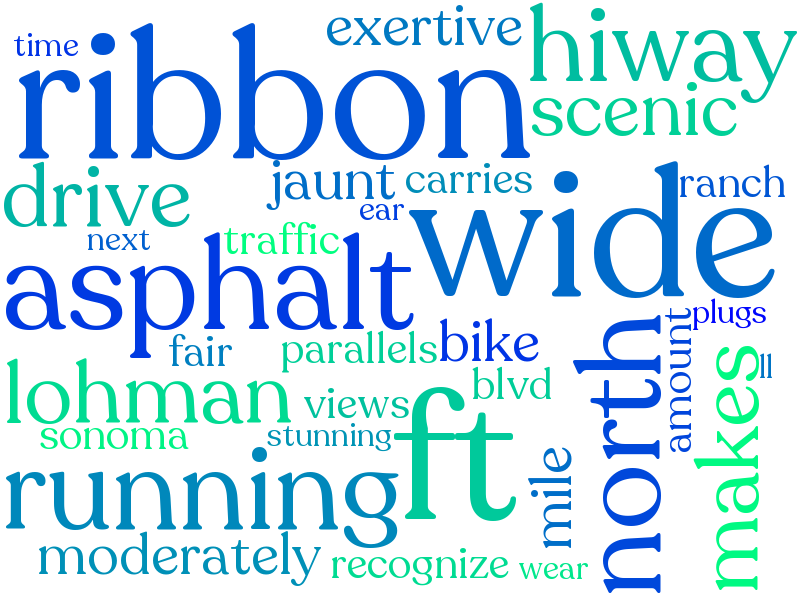 time
ribbon
exertive
hiway
scenic
drive
jaunt
carries
ranch
ear
wide
next
traffic
asphalt
plugs
fair
parallels
bike
north
amount
ll
lohman
views
blvd
makes
sonoma
stunning
ft
running
mile
moderately
recognize
wear